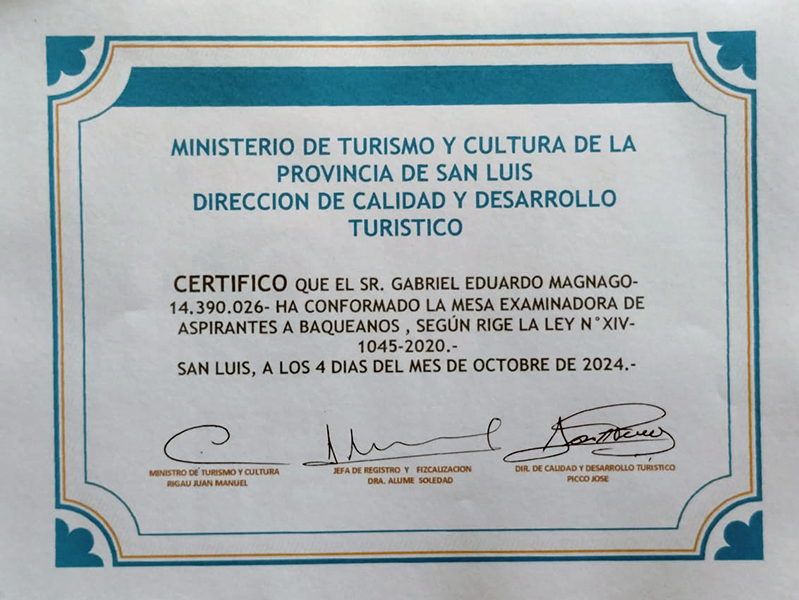 MINISTERIO DE TURISMO Y CULTURA DE LA
PROVINCIA DE SAN LUIS
DIRECCION DE CALIDAD Y DESARROLLO
TURISTICO
CERTIFICO QUE EL SR. GABRIEL EDUARDO MAGNAGO-
14.390.026- HA CONFORMADO LA MESA EXAMINADORA DE
ASPIRANTES A BAQUEANOS , SEGÚN RIGE LA LEY N°XIV-
1045-2020.-
SAN LUIS, A LOS 4 DIAS DEL MES DE OCTOBRE DE 2024.-
MINISTRO DE TURISMO Y CULTURA
RIGAU JUAN MANUEL
JEFA DE REGISTRO Y FIZCALIZACION
DRA. ALUME SOLEDAD
DIR. DE CALIDAD Y DESARROLLO TURISTICO
PICCO JOSE